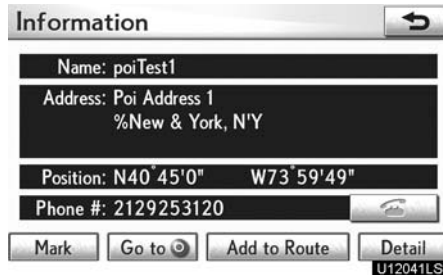 Information
Name: poiTest1
Address: Poi Address 1
%New & York, N'Y
Position: N40°45'0" W73°59'49"
Phone #: 2129253120
Mark Go to Add to Route Detail
U12041LS